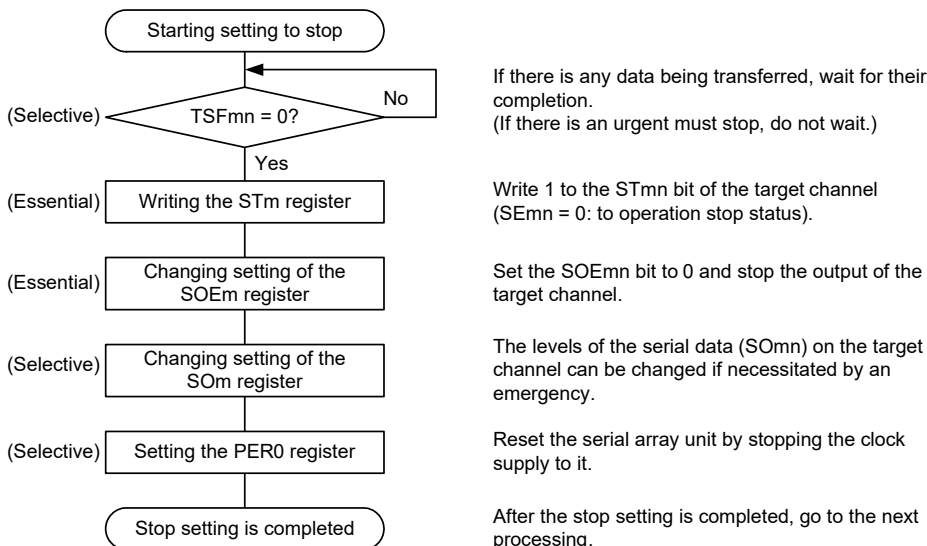 Starting setting to stop
No
If there is any data being transferred, wait for their
completion.
(If there is an urgent must stop, do not wait.)
(Selective)
TSFmn = 0?
Yes
(Essential)
Writing the STm register
Write 1 to the STmn bit of the target channel
(SEmn = 0: to operation stop status).
(Essential)
Changing setting of the
SOEm register
Set the SOEmn bit to 0 and stop the output of the
target channel.
(Selective)
Changing setting of the
SOm register
The levels of the serial data (SOmn) on the target
channel can be changed if necessitated by an
emergency.
(Selective)
Setting the PER0 register
Reset the serial array unit by stopping the clock
supply to it.
Stop setting is completed
After the stop setting is completed, go to the next
processing.